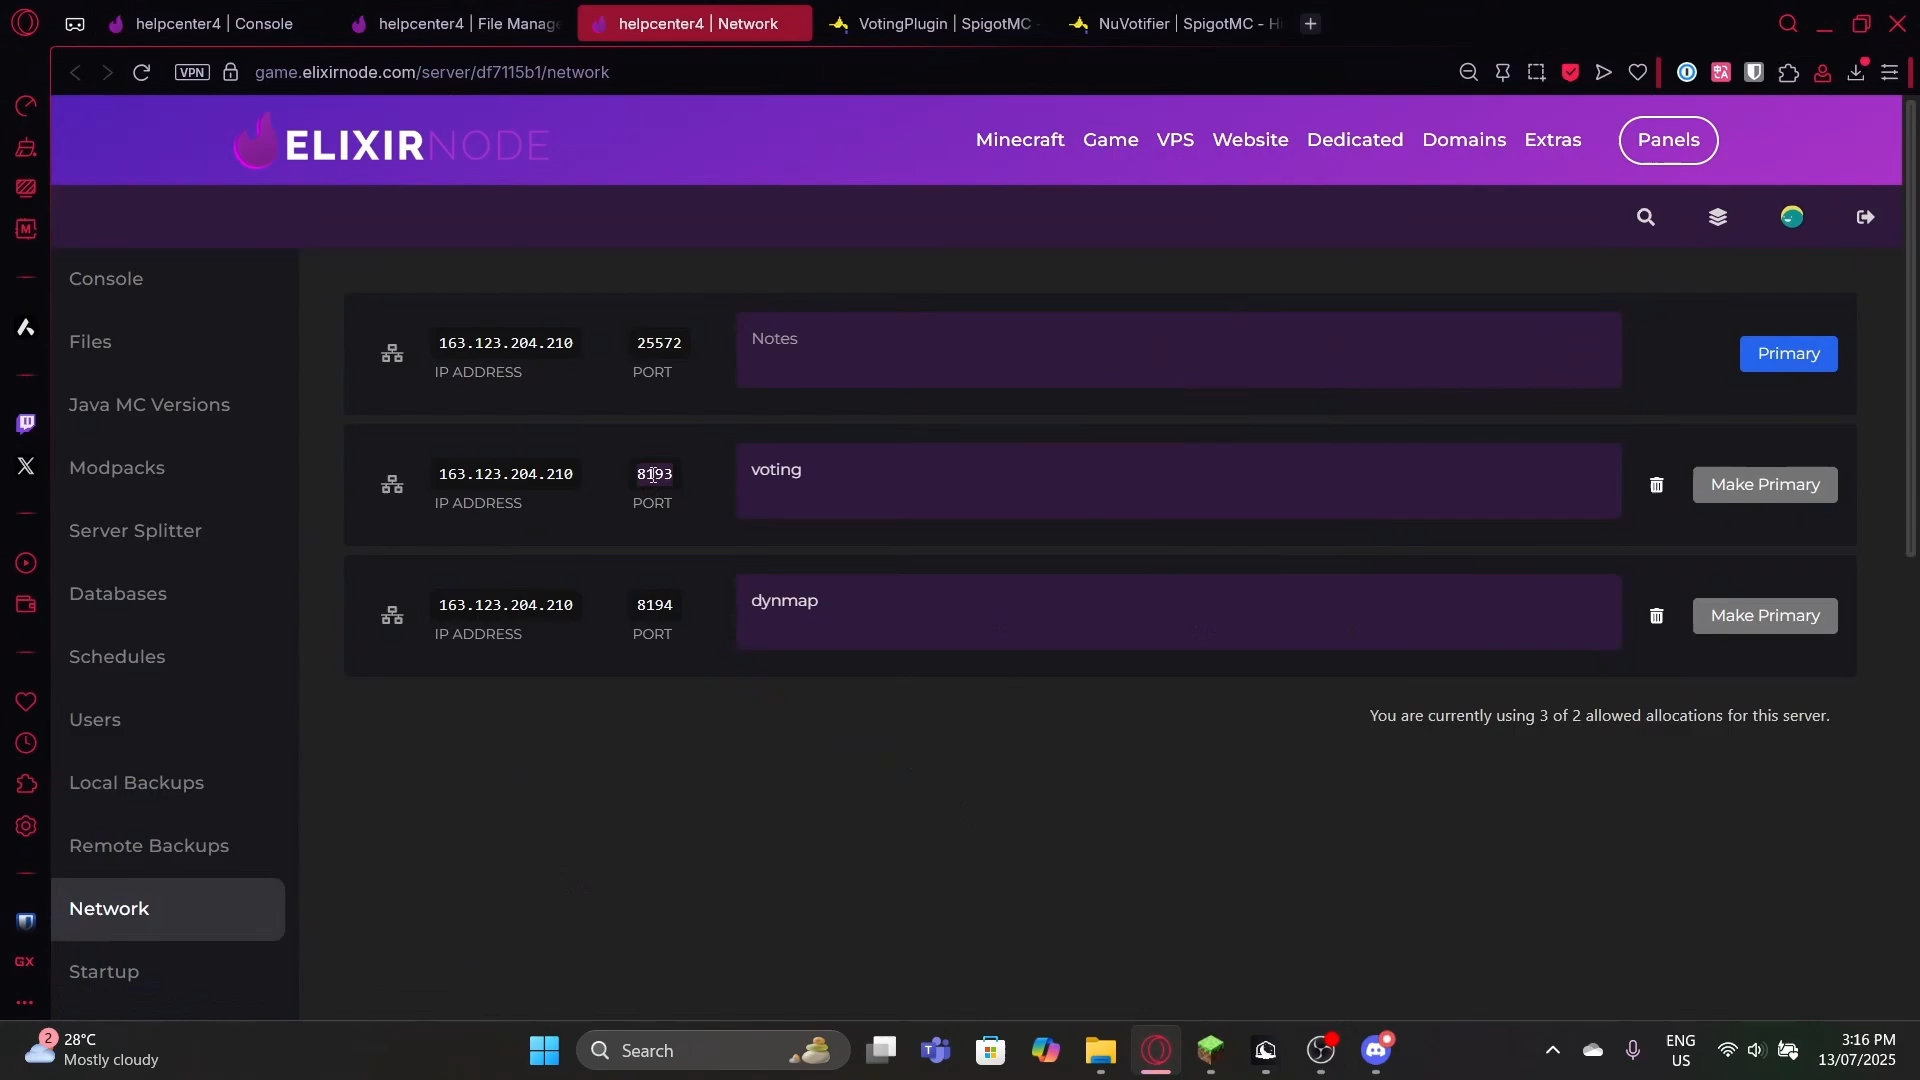 helpcenter4 | Console
helpcenter4 | File Manage
helpcenter4 | Network
VotingPlugin | SpigotMC -
NuVotifier | SpigotMC - Hi
VPN
game.elixirnode.com/server/df7115b1/network
ELIXIRNODE
Minecraft
Game
VPS
Website
Dedicated
Domains
Extras
Panels
Console
Files
Java MC Versions
Modpacks
Server Splitter
Databases
Schedules
Users
Local Backups
Remote Backups
Network
Startup
163.123.204.210
IP ADDRESS
25572
PORT
Notes
Primary
163.123.204.210
IP ADDRESS
8193
PORT
voting
Make Primary
163.123.204.210
IP ADDRESS
8194
PORT
dynmap
Make Primary
You are currently using 3 of 2 allowed allocations for this server.
M
GX
2
28°C
Mostly cloudy
Search
ENG
US
3:16 PM
13/07/2025